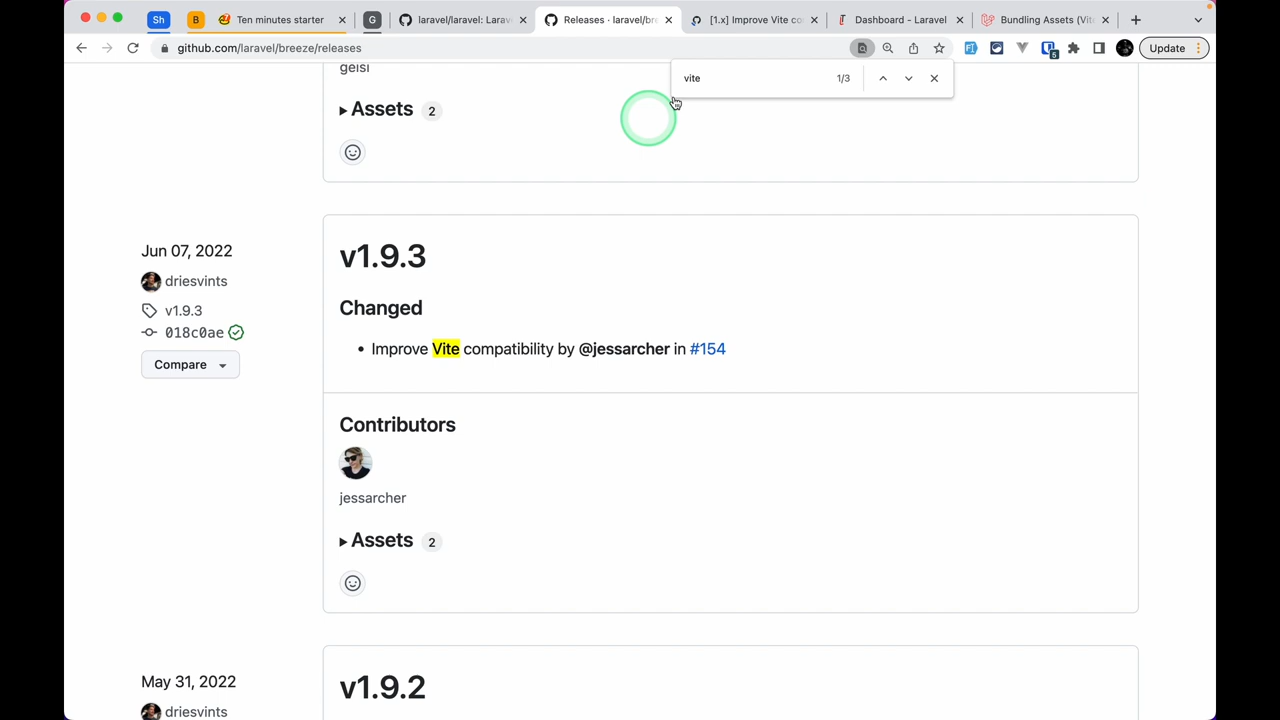 Sh
B
Ten minutes starter
G
laravel/laravel: Larav
Releases · laravel/bre
[1.x] Improve Vite co
Dashboard - Laravel
Bundling Assets (Vit
github.com/laravel/breeze/releases
5
Update
vite
1/3
geisi
Assets 2
Jun 07, 2022
driesvints
v1.9.3
018c0ae
Compare
v1.9.3
Changed
• Improve Vite compatibility by @jessarcher in #154
Contributors
jessarcher
Assets 2
May 31, 2022
driesvints
v1.9.2